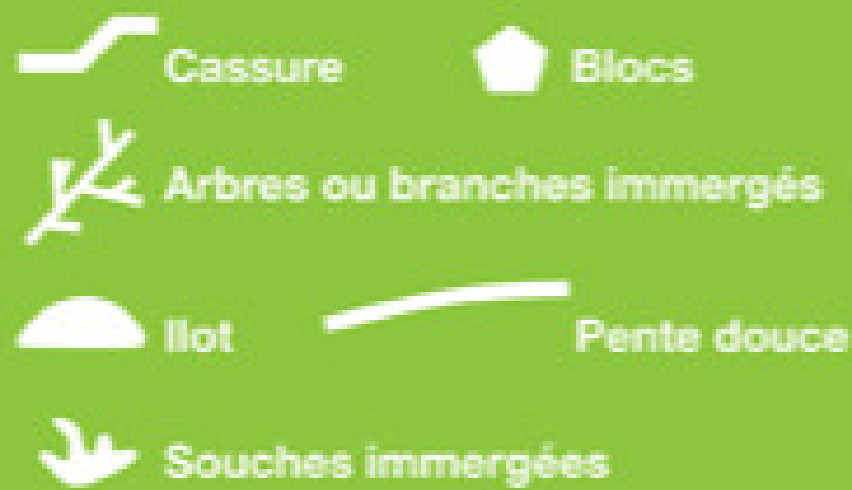 Cassure Blocs
Arbres ou branches immergés
Ilot Pente douce
Souches immergées